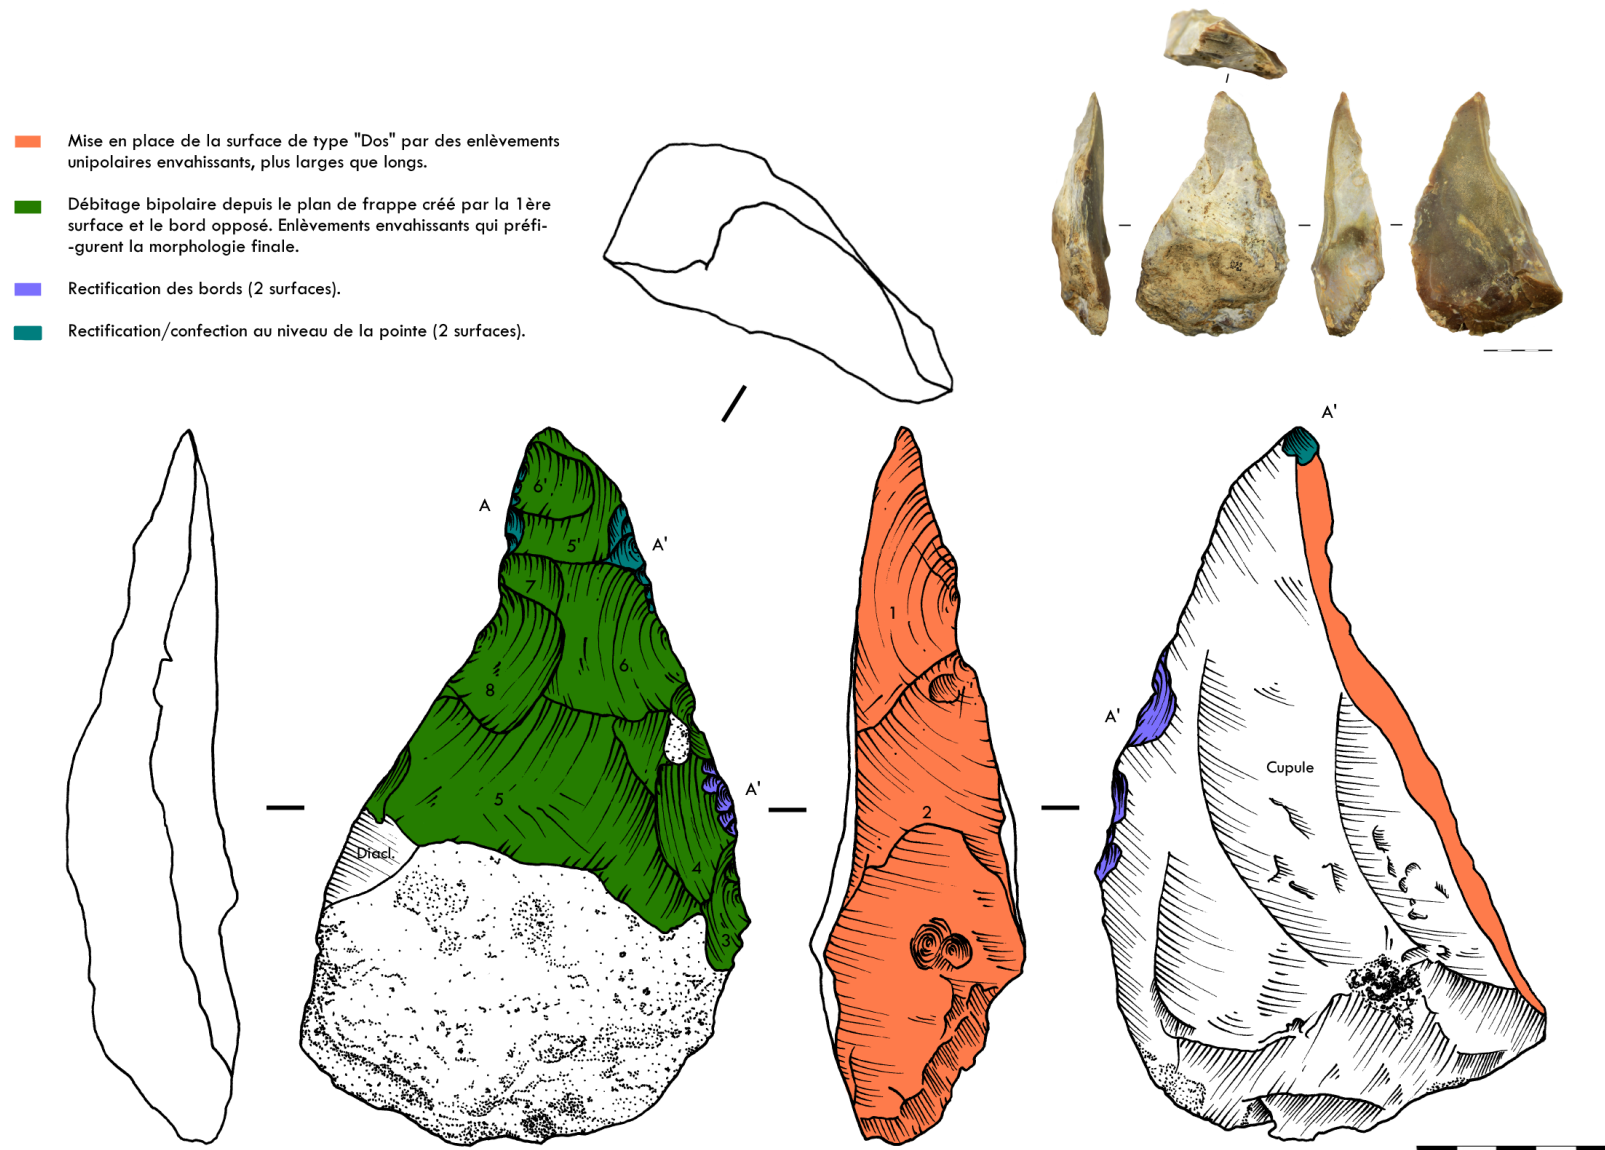 Mise en place de la surface de type "Dos" par des enlèvements
unipolaires envahissants, plus larges que longs.
Débitage bipolaire depuis le plan de frappe créé par la 1ère
surface et le bord opposé. Enlèvements envahissants qui préfi-
-gurent la morphologie finale.
Rectification des bords (2 surfaces).
Rectification/confection au niveau de la pointe (2 surfaces).
A'
6'
A
5'
A'
7
1
6
8
A'
Cupule
A'
5
2
Diacl.
4
3